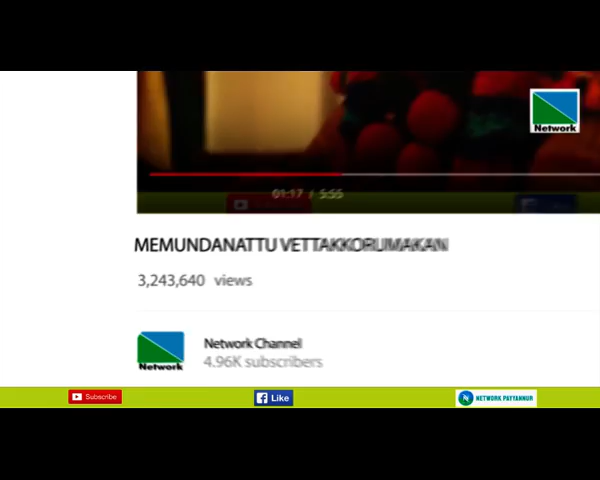 Network
01:17 / 5:55
MEMUNDANATTU VETTAKKORUMAKAN
3,243,640 views
Network Channel
4.96K subscribers
Network
Subscribe
Like
NETWORK PAYYANNUR